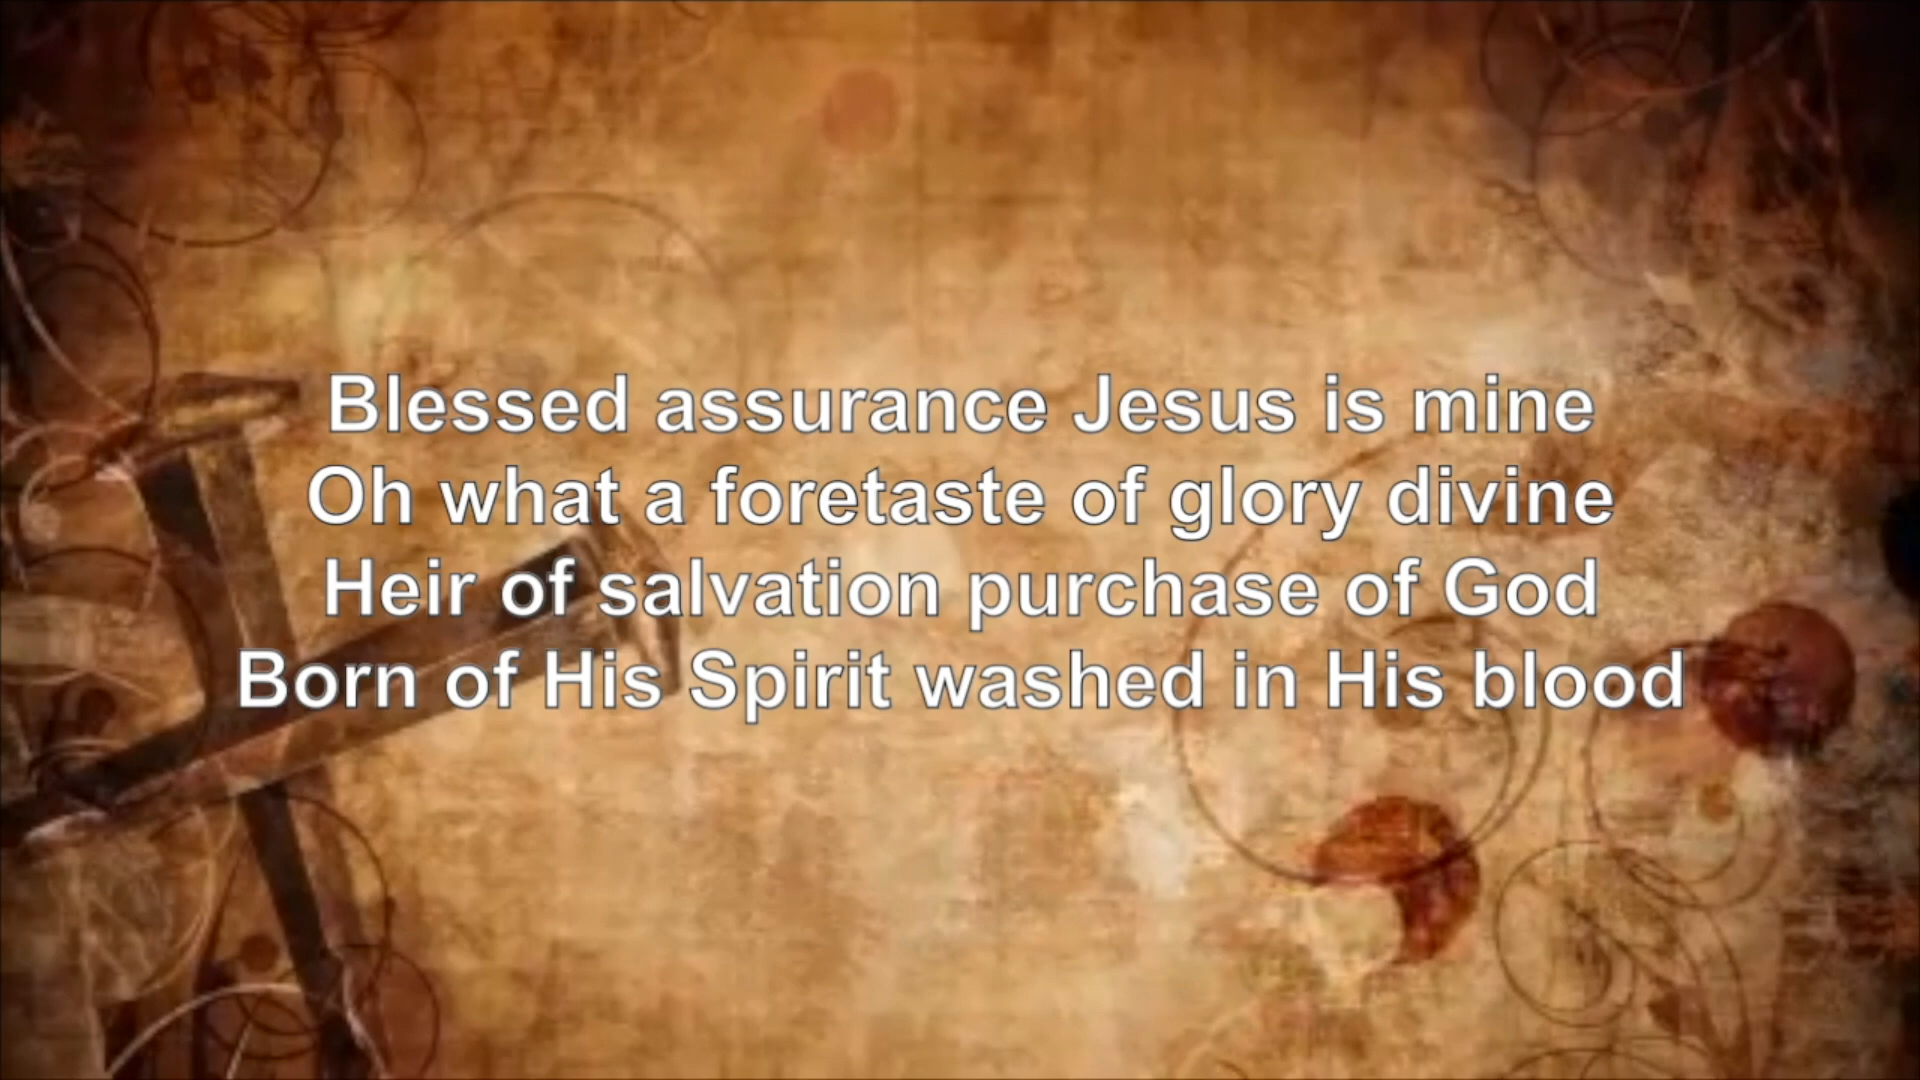 Blessed assurance Jesus is mine
Oh what a foretaste of glory divine
Heir of salvation purchase of God
Born of His Spirit washed in His blood